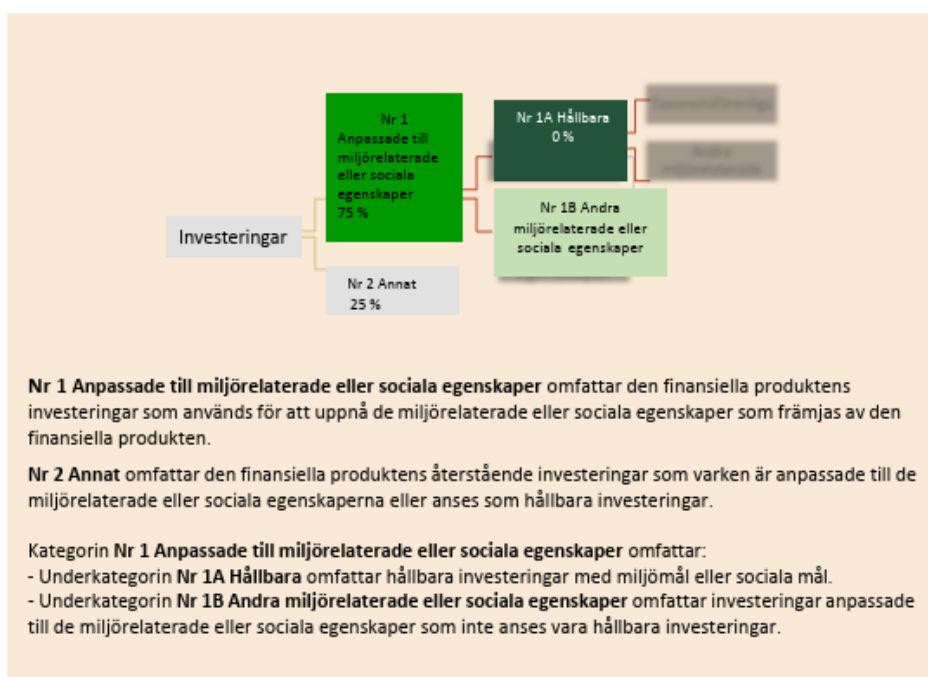 Nr 1
Anpassade till
miljörelaterade
eller sociala
egenskaper
75 %
Nr 1A Hållbara
0 %
Andra
miljörelaterade
Nr 1B Andra
miljörelaterade eller
sociala egenskaper
Investeringar
Nr 2 Annat
25 %
Nr 1 Anpassade till miljörelaterade eller sociala egenskaper omfattar den finansiella produktens
investeringar som används för att uppnå de miljörelaterade eller sociala egenskaper som främjas av den
finansiella produkten.
Nr 2 Annat omfattar den finansiella produktens återstående investeringar som varken är anpassade till de
miljörelaterade eller sociala egenskaperna eller anses som hållbara investeringar.
Kategorin Nr 1 Anpassade till miljörelaterade eller sociala egenskaper omfattar:
- Underkategorin Nr 1A Hållbara omfattar hållbara investeringar med miljömål eller sociala mål.
- Underkategorin Nr 1B Andra miljörelaterade eller sociala egenskaper omfattar investeringar anpassade
till de miljörelaterade eller sociala egenskaper som inte anses vara hållbara investeringar.